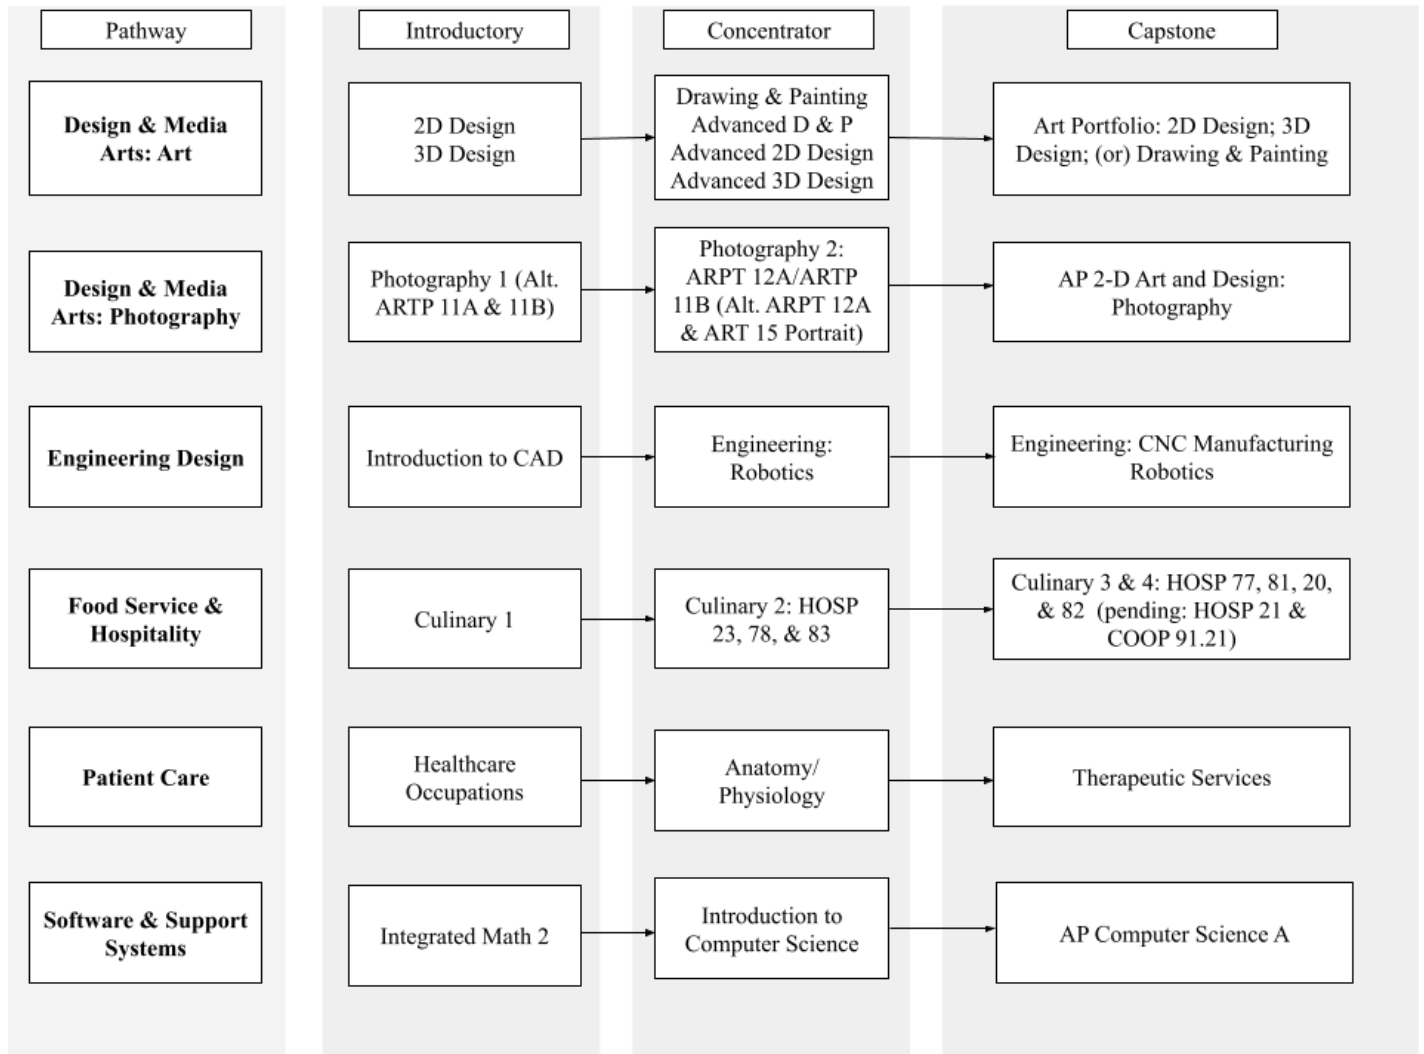 Pathway
Introductory
Concentrator
Capstone
Design & Media
Arts: Art
2D Design
3D Design
Drawing & Painting
Advanced D & P
Advanced 2D Design
Advanced 3D Design
Art Portfolio: 2D Design; 3D
Design; (or) Drawing & Painting
Design & Media
Arts: Photography
Photography 1 (Alt.
ARTP 11A & 11B)
Photography 2:
ARPT 12A/ARTP
11B (Alt. ARPT 12A
& ART 15 Portrait)
AP 2-D Art and Design:
Photography
Engineering Design
Introduction to CAD
Engineering:
Robotics
Engineering: CNC Manufacturing
Robotics
Food Service &
Hospitality
Culinary 1
Culinary 2: HOSP
23, 78, & 83
Culinary 3 & 4: HOSP 77, 81, 20,
& 82 (pending: HOSP 21 &
COOP 91.21)
Patient Care
Healthcare
Occupations
Anatomy/
Physiology
Therapeutic Services
Software & Support
Systems
Integrated Math 2
Introduction to
Computer Science
AP Computer Science A